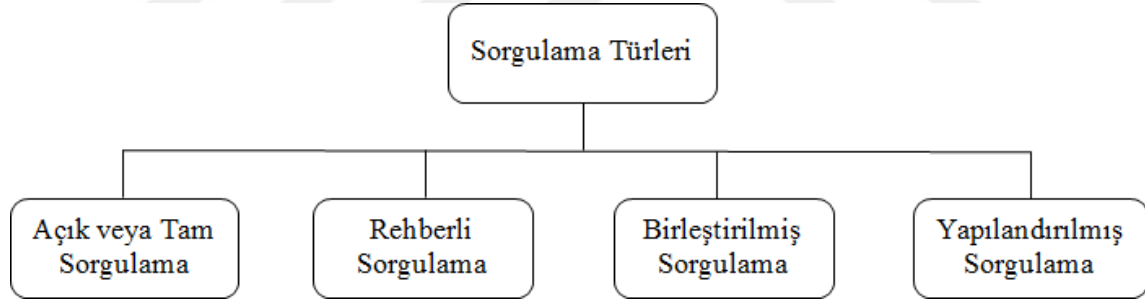 Sorgulama Türleri
Açık veya Tam
Sorgulama
Rehberli
Sorgulama
Birleştirilmiş
Sorgulama
Yapılandırılmış
Sorgulama